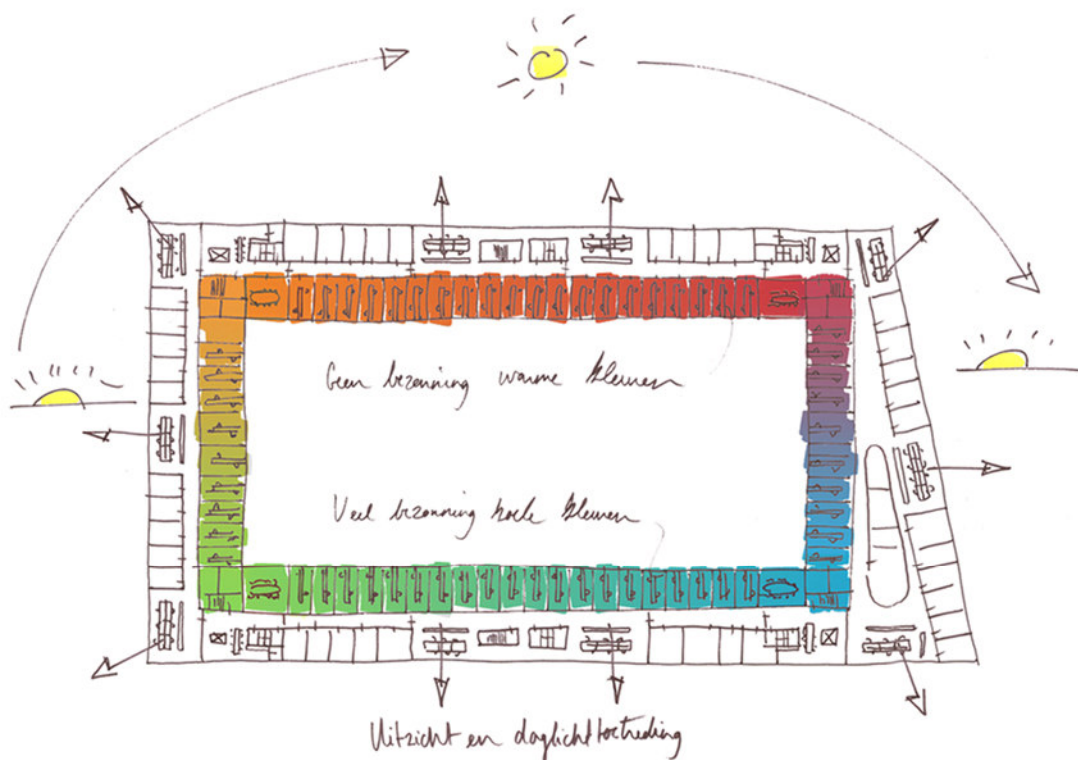 Geen bezonning warme kleuren
Veel bezonning koele kleuren
Uitzicht en daglichttoetreding